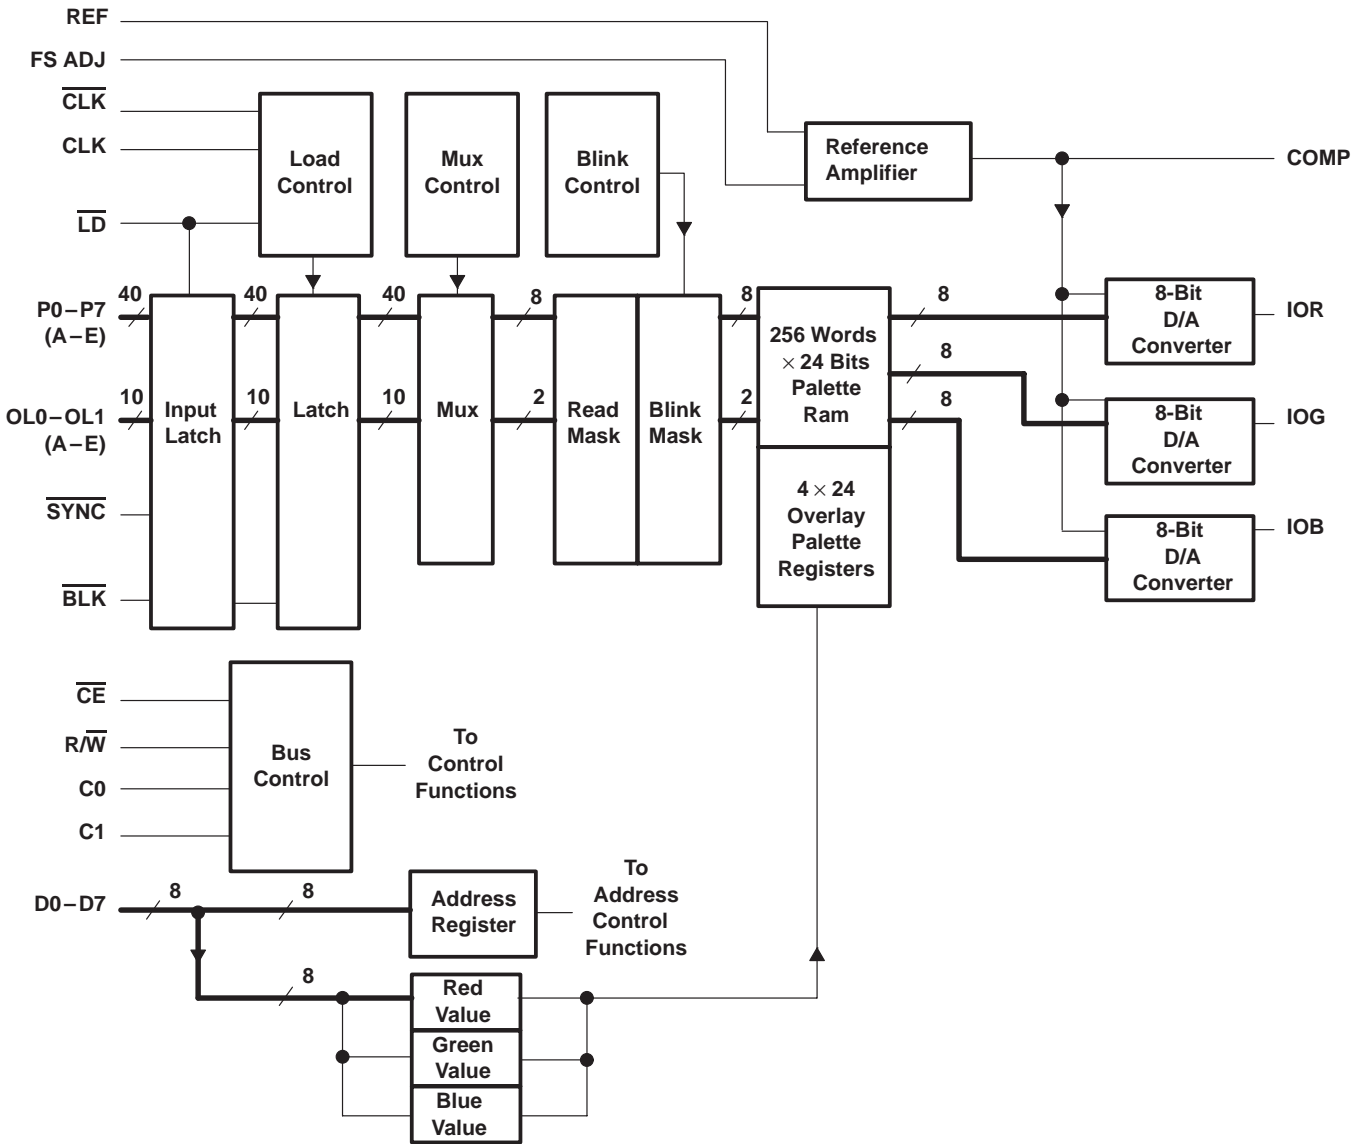 REF
FS ADJ
CLK
CLK
LD
Load
Control
Mux
Control
Blink
Control
Reference
Amplifier
COMP
P0–P7
(A–E)
40
40
40
8
8
8
8
8
OL0–OL1
(A–E)
10
10
10
2
2
Input
Latch
Latch
Mux
Read
Mask
Blink
Mask
256 Words
× 24 Bits
Palette
Ram
4 × 24
Overlay
Palette
Registers
8-Bit
D/A
Converter
IOR
8-Bit
D/A
Converter
IOG
8-Bit
D/A
Converter
IOB
SYNC
BLK
CE
R/W
C0
C1
Bus
Control
To
Control
Functions
D0–D7
8
8
Address
Register
To
Address
Control
Functions
8
Red
Value
Green
Value
Blue
Value